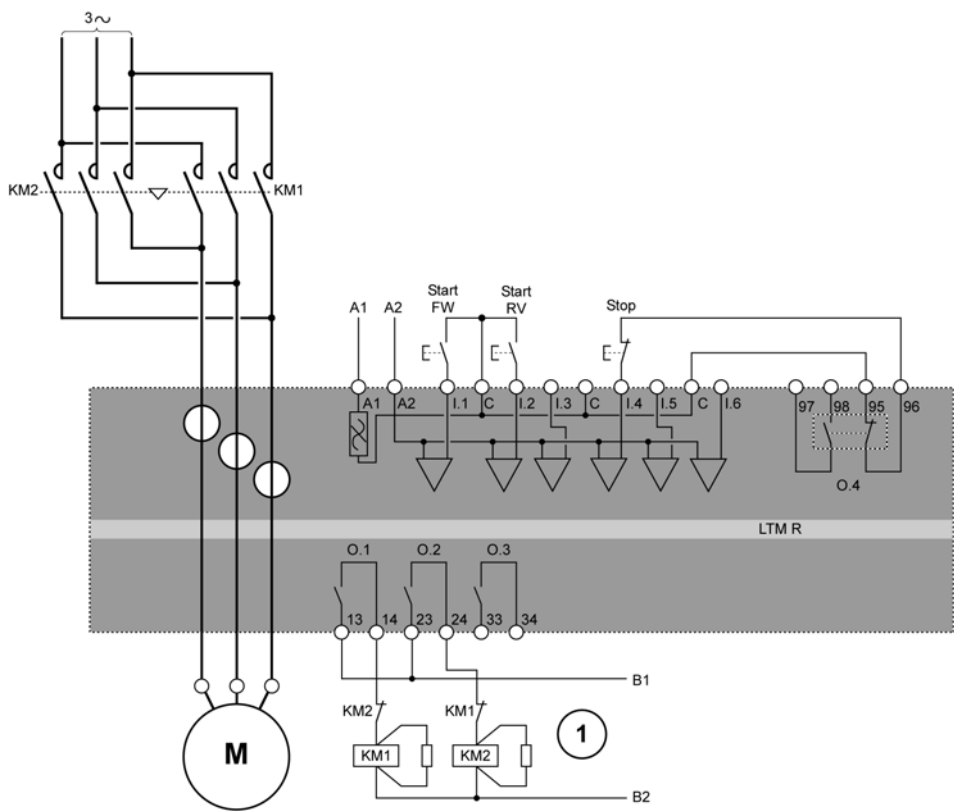 3∼
KM2 KM1
Start Start
A1 A2 FW RV Stop
A1 A2 I.1 C I.2 I.3 C I.4 I.5 C I.6 97 98 95 96
O.4
LTM R
O.1 O.2 O.3
13 14 23 24 33 34
B1
KM2 KM1
1
M KM1 KM2
B2